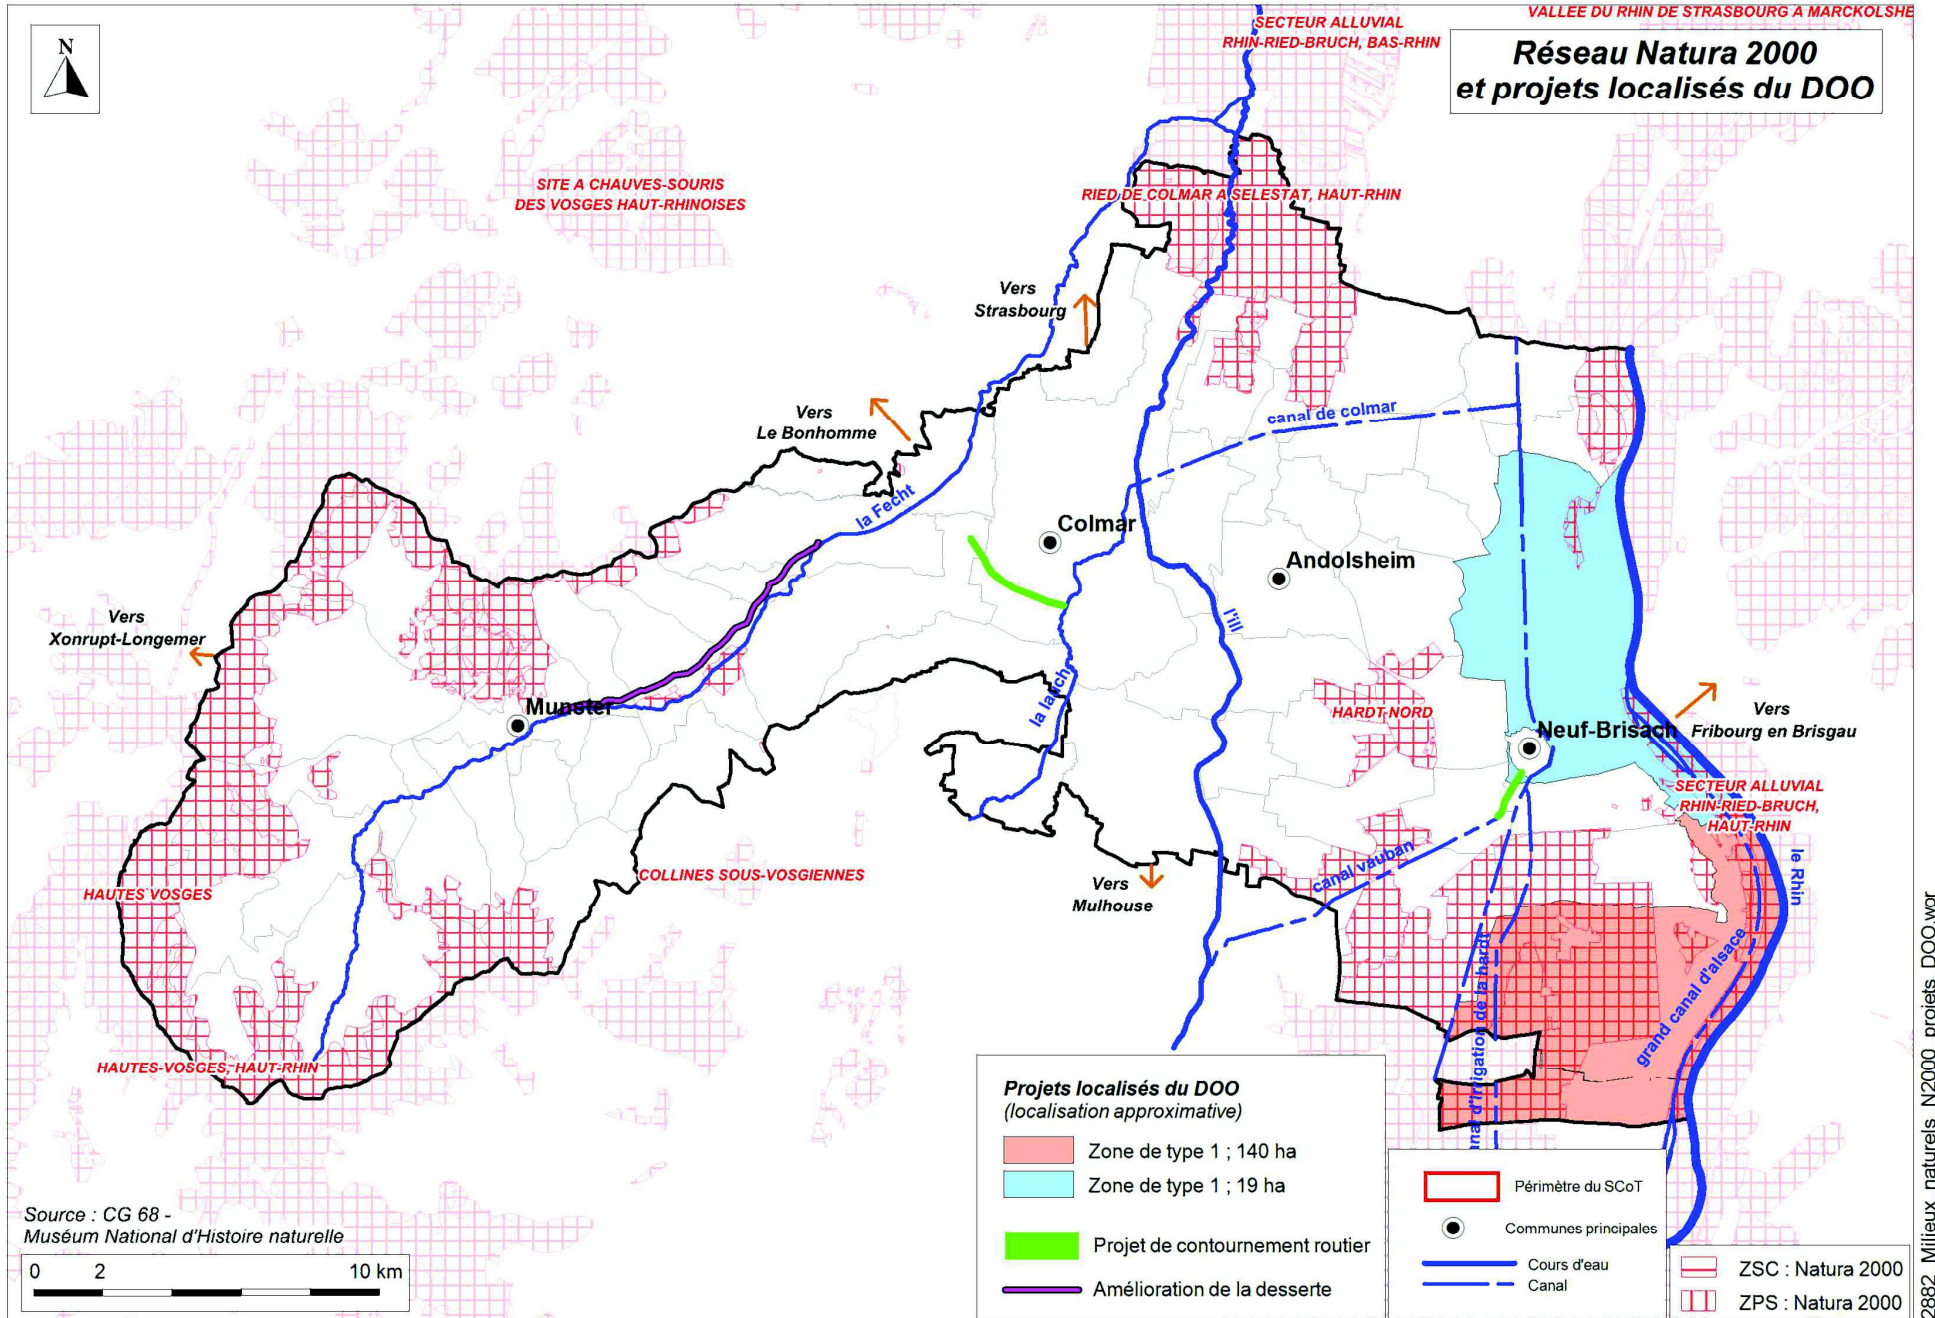 VALLEE DU RHIN DE STRASBOURG A MARCKOLSHE
SECTEUR ALLUVIAL
RHIN-RIED-BRUCH, BAS-RHIN
N
Réseau Natura 2000
et projets localisés du DOO
SITE A CHAUVES-SOURIS
DES VOSGES HAUT-RHINOISES
RIED DE COLMAR A SELESTAT, HAUT-RHIN
Vers
Strasbourg
Vers
Le Bonhomme
canal de colmar
la Fecht
Colmar
Andolsheim
Vers
Xonrupt-Longemer
l'ill
la lauch
Munster
HARDT-NORD
Neuf-Brisach
Vers
Fribourg en Brisgau
SECTEUR ALLUVIAL
RHIN-RIED-BRUCH,
HAUT-RHIN
le Rhin
canal vauban
COLLINES SOUS-VOSGIENNES
Vers
Mulhouse
HAUTES VOSGES
grand canal d'alsace
nal d'irrigation de la hardt
HAUTES-VOSGES, HAUT-RHIN
Projets localisés du DOO
(localisation approximative)
Zone de type 1 ; 140 ha
Zone de type 1 ; 19 ha
Projet de contournement routier
Amélioration de la desserte
Périmètre du SCoT
Communes principales
Cours d'eau
Canal
ZSC : Natura 2000
ZPS : Natura 2000
Source : CG 68 -
Muséum National d'Histoire naturelle
0 2 10 km
2882_Milieux_naturels_N2000_projets_DOO.wor